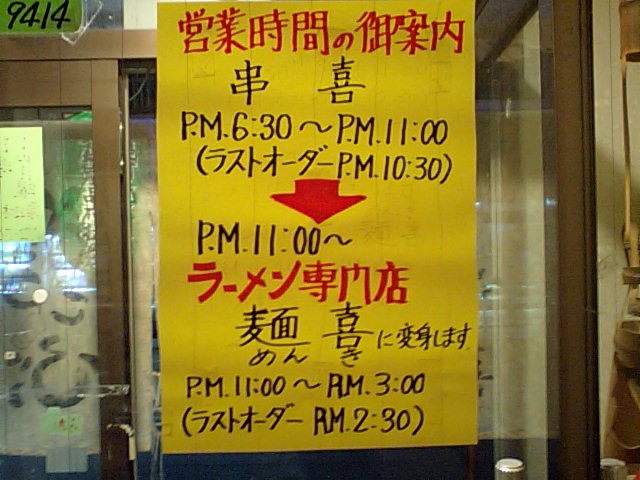 9414
営業時間の御案内
串 喜
P.M.6:30～P.M.11:00
(ラストオーダーP.M.10:30)
P.M.11:00～
ラーメン専門店
麺 喜に変身します
めん き
P.M.11:00～A.M.3:00
(ラストオーダー A.M.2:30)